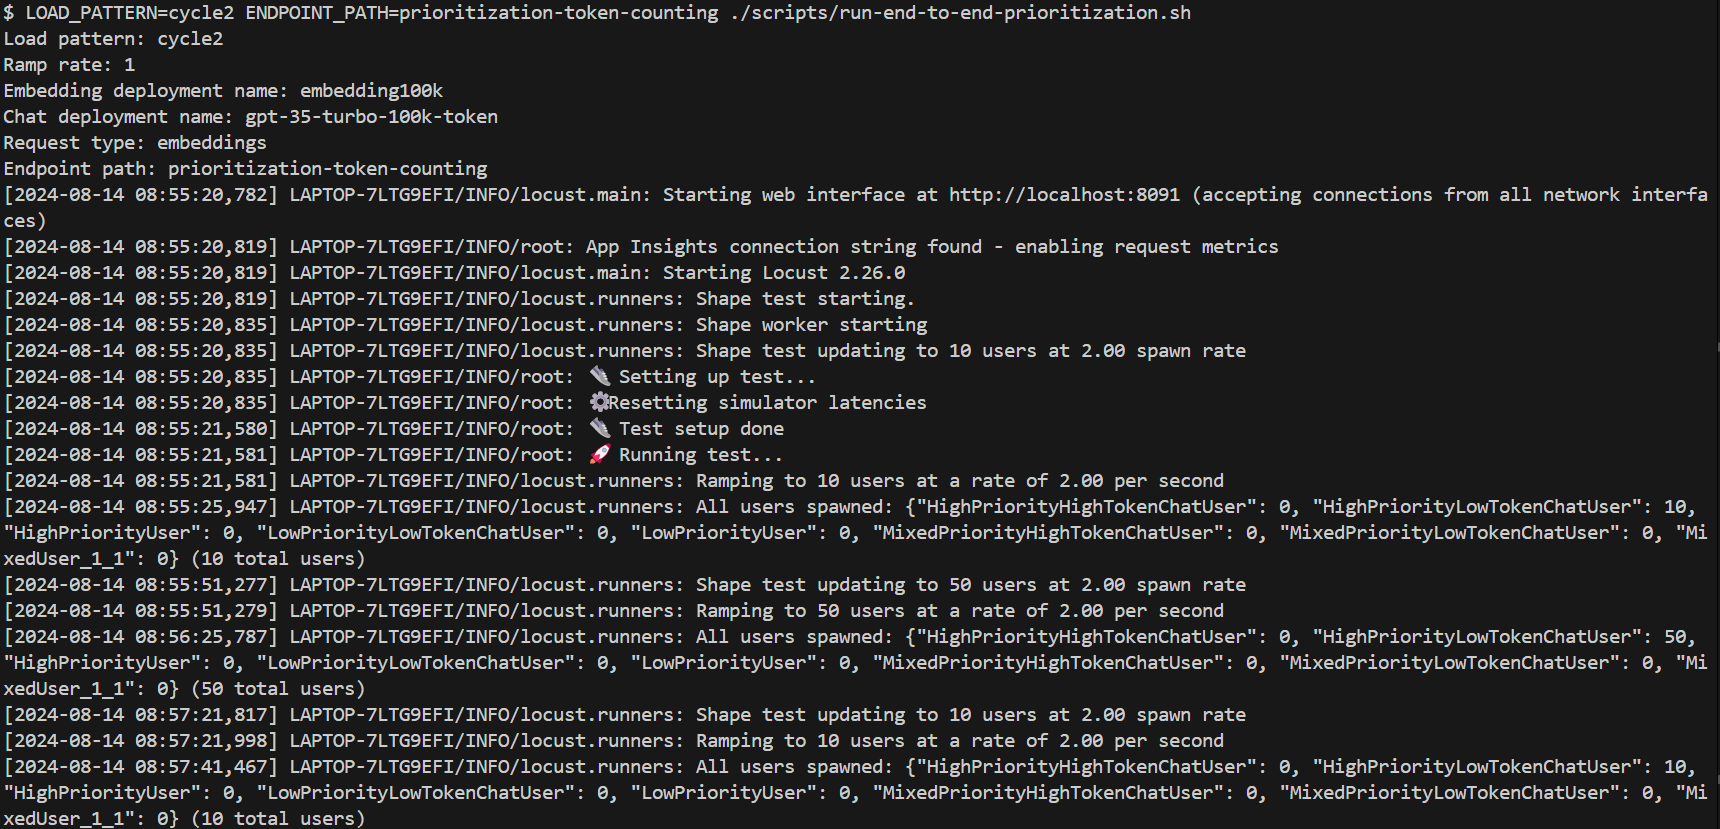 $ LOAD_PATTERN=cycle2 ENDPOINT_PATH=prioritization-token-counting ./scripts/run-end-to-end-prioritization.sh
Load pattern: cycle2
Ramp rate: 1
Embedding deployment name: embedding100k
Chat deployment name: gpt-35-turbo-100k-token
Request type: embeddings
Endpoint path: prioritization-token-counting
[2024-08-14 08:55:20,782] LAPTOP-7LTG9EFI/INFO/locust.main: Starting web interface at http://localhost:8091 (accepting connections from all network interfa
ces)
[2024-08-14 08:55:20,819] LAPTOP-7LTG9EFI/INFO/root: App Insights connection string found - enabling request metrics
[2024-08-14 08:55:20,819] LAPTOP-7LTG9EFI/INFO/locust.main: Starting Locust 2.26.0
[2024-08-14 08:55:20,819] LAPTOP-7LTG9EFI/INFO/locust.runners: Shape test starting.
[2024-08-14 08:55:20,835] LAPTOP-7LTG9EFI/INFO/locust.runners: Shape worker starting
[2024-08-14 08:55:20,835] LAPTOP-7LTG9EFI/INFO/locust.runners: Shape test updating to 10 users at 2.00 spawn rate
[2024-08-14 08:55:20,835] LAPTOP-7LTG9EFI/INFO/root: 👟 Setting up test...
[2024-08-14 08:55:20,835] LAPTOP-7LTG9EFI/INFO/root: ⚙️Resetting simulator latencies
[2024-08-14 08:55:21,580] LAPTOP-7LTG9EFI/INFO/root: 👟 Test setup done
[2024-08-14 08:55:21,581] LAPTOP-7LTG9EFI/INFO/root: 🚀 Running test...
[2024-08-14 08:55:21,581] LAPTOP-7LTG9EFI/INFO/locust.runners: Ramping to 10 users at a rate of 2.00 per second
[2024-08-14 08:55:25,947] LAPTOP-7LTG9EFI/INFO/locust.runners: All users spawned: {"HighPriorityHighTokenChatUser": 0, "HighPriorityLowTokenChatUser": 10,
"HighPriorityUser": 0, "LowPriorityLowTokenChatUser": 0, "LowPriorityUser": 0, "MixedPriorityHighTokenChatUser": 0, "MixedPriorityLowTokenChatUser": 0, "Mi
xedUser_1_1": 0} (10 total users)
[2024-08-14 08:55:51,277] LAPTOP-7LTG9EFI/INFO/locust.runners: Shape test updating to 50 users at 2.00 spawn rate
[2024-08-14 08:55:51,279] LAPTOP-7LTG9EFI/INFO/locust.runners: Ramping to 50 users at a rate of 2.00 per second
[2024-08-14 08:56:25,787] LAPTOP-7LTG9EFI/INFO/locust.runners: All users spawned: {"HighPriorityHighTokenChatUser": 0, "HighPriorityLowTokenChatUser": 50,
"HighPriorityUser": 0, "LowPriorityLowTokenChatUser": 0, "LowPriorityUser": 0, "MixedPriorityHighTokenChatUser": 0, "MixedPriorityLowTokenChatUser": 0, "Mi
xedUser_1_1": 0} (50 total users)
[2024-08-14 08:57:21,817] LAPTOP-7LTG9EFI/INFO/locust.runners: Shape test updating to 10 users at 2.00 spawn rate
[2024-08-14 08:57:21,998] LAPTOP-7LTG9EFI/INFO/locust.runners: Ramping to 10 users at a rate of 2.00 per second
[2024-08-14 08:57:41,467] LAPTOP-7LTG9EFI/INFO/locust.runners: All users spawned: {"HighPriorityHighTokenChatUser": 0, "HighPriorityLowTokenChatUser": 10,
"HighPriorityUser": 0, "LowPriorityLowTokenChatUser": 0, "LowPriorityUser": 0, "MixedPriorityHighTokenChatUser": 0, "MixedPriorityLowTokenChatUser": 0, "Mi
xedUser_1_1": 0} (10 total users)